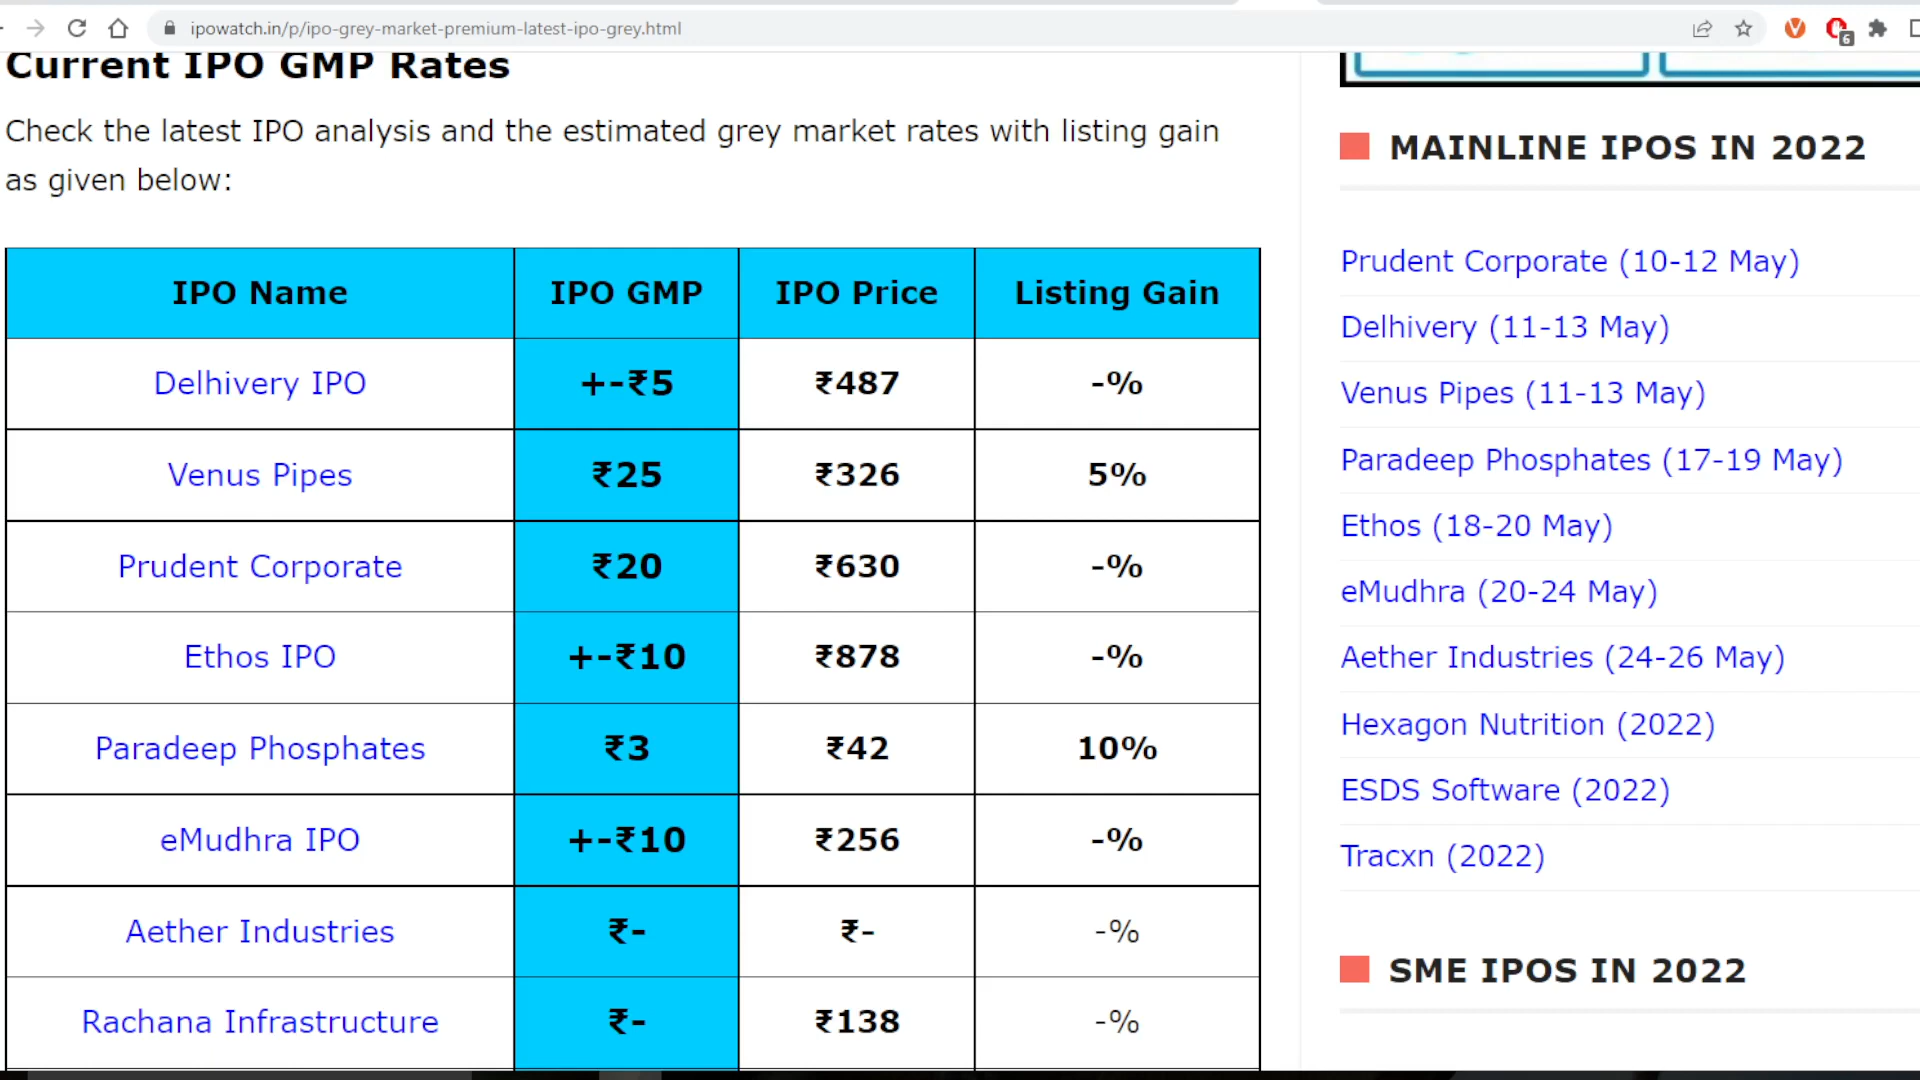 ipowatch.in/p/ipo-grey-market-premium-latest-ipo-grey.html
6
Current IPO GMP Rates
Check the latest IPO analysis and the estimated grey market rates with listing gain
as given below:
IPO Name IPO GMP IPO Price Listing Gain
Delhivery IPO +-₹5 ₹487 -%
Venus Pipes ₹25 ₹326 5%
Prudent Corporate ₹20 ₹630 -%
Ethos IPO +-₹10 ₹878 -%
Paradeep Phosphates ₹3 ₹42 10%
eMudhra IPO +-₹10 ₹256 -%
Aether Industries ₹- ₹- -%
Rachana Infrastructure ₹- ₹138 -%
MAINLINE IPOS IN 2022
Prudent Corporate (10-12 May)
Delhivery (11-13 May)
Venus Pipes (11-13 May)
Paradeep Phosphates (17-19 May)
Ethos (18-20 May)
eMudhra (20-24 May)
Aether Industries (24-26 May)
Hexagon Nutrition (2022)
ESDS Software (2022)
Tracxn (2022)
SME IPOS IN 2022